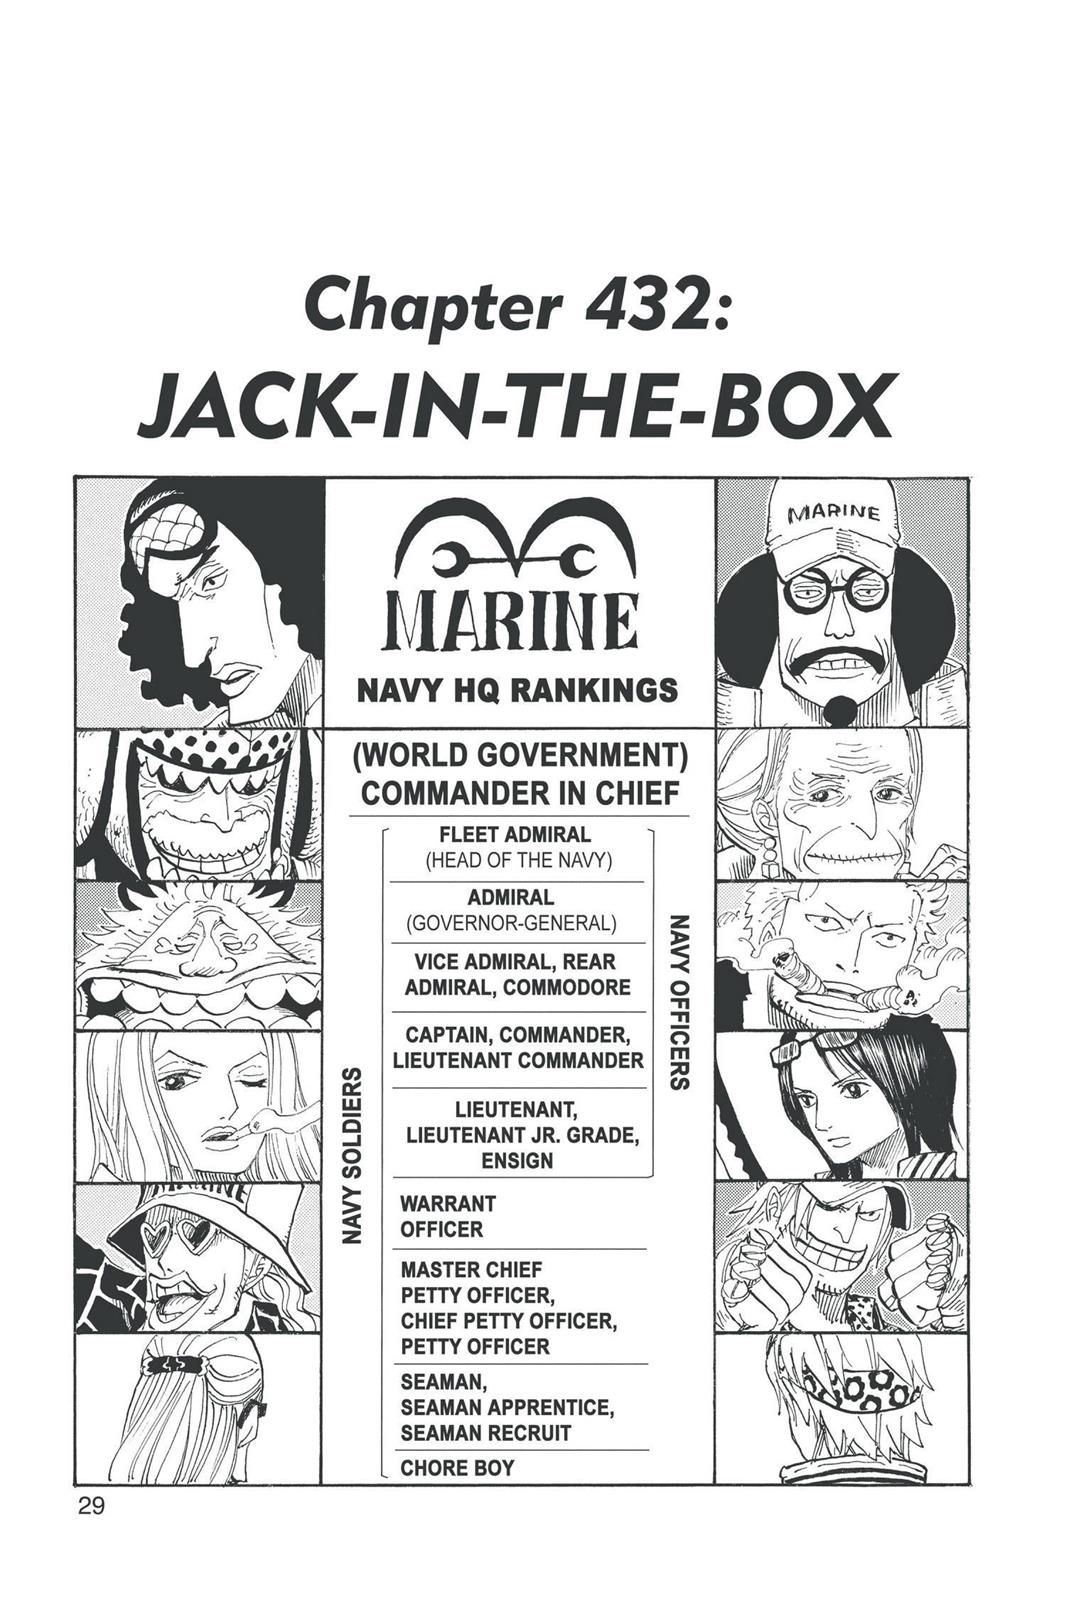 Chapter 432:
JACK-IN-THE-BOX
MARINE
MARINE
NAVY HQ RANKINGS
(WORLD GOVERNMENT)
COMMANDER IN CHIEF
FLEET ADMIRAL
(HEAD OF THE NAVY)
ADMIRAL
(GOVERNOR-GENERAL)
VICE ADMIRAL, REAR
ADMIRAL, COMMODORE
CAPTAIN, COMMANDER,
LIEUTENANT COMMANDER
LIEUTENANT,
LIEUTENANT JR. GRADE,
ENSIGN
NAVY OFFICERS
NAVY SOLDIERS
MARINE
WARRANT
OFFICER
MASTER CHIEF
PETTY OFFICER,
CHIEF PETTY OFFICER,
PETTY OFFICER
SEAMAN,
SEAMAN APPRENTICE,
SEAMAN RECRUIT
CHORE BOY
29